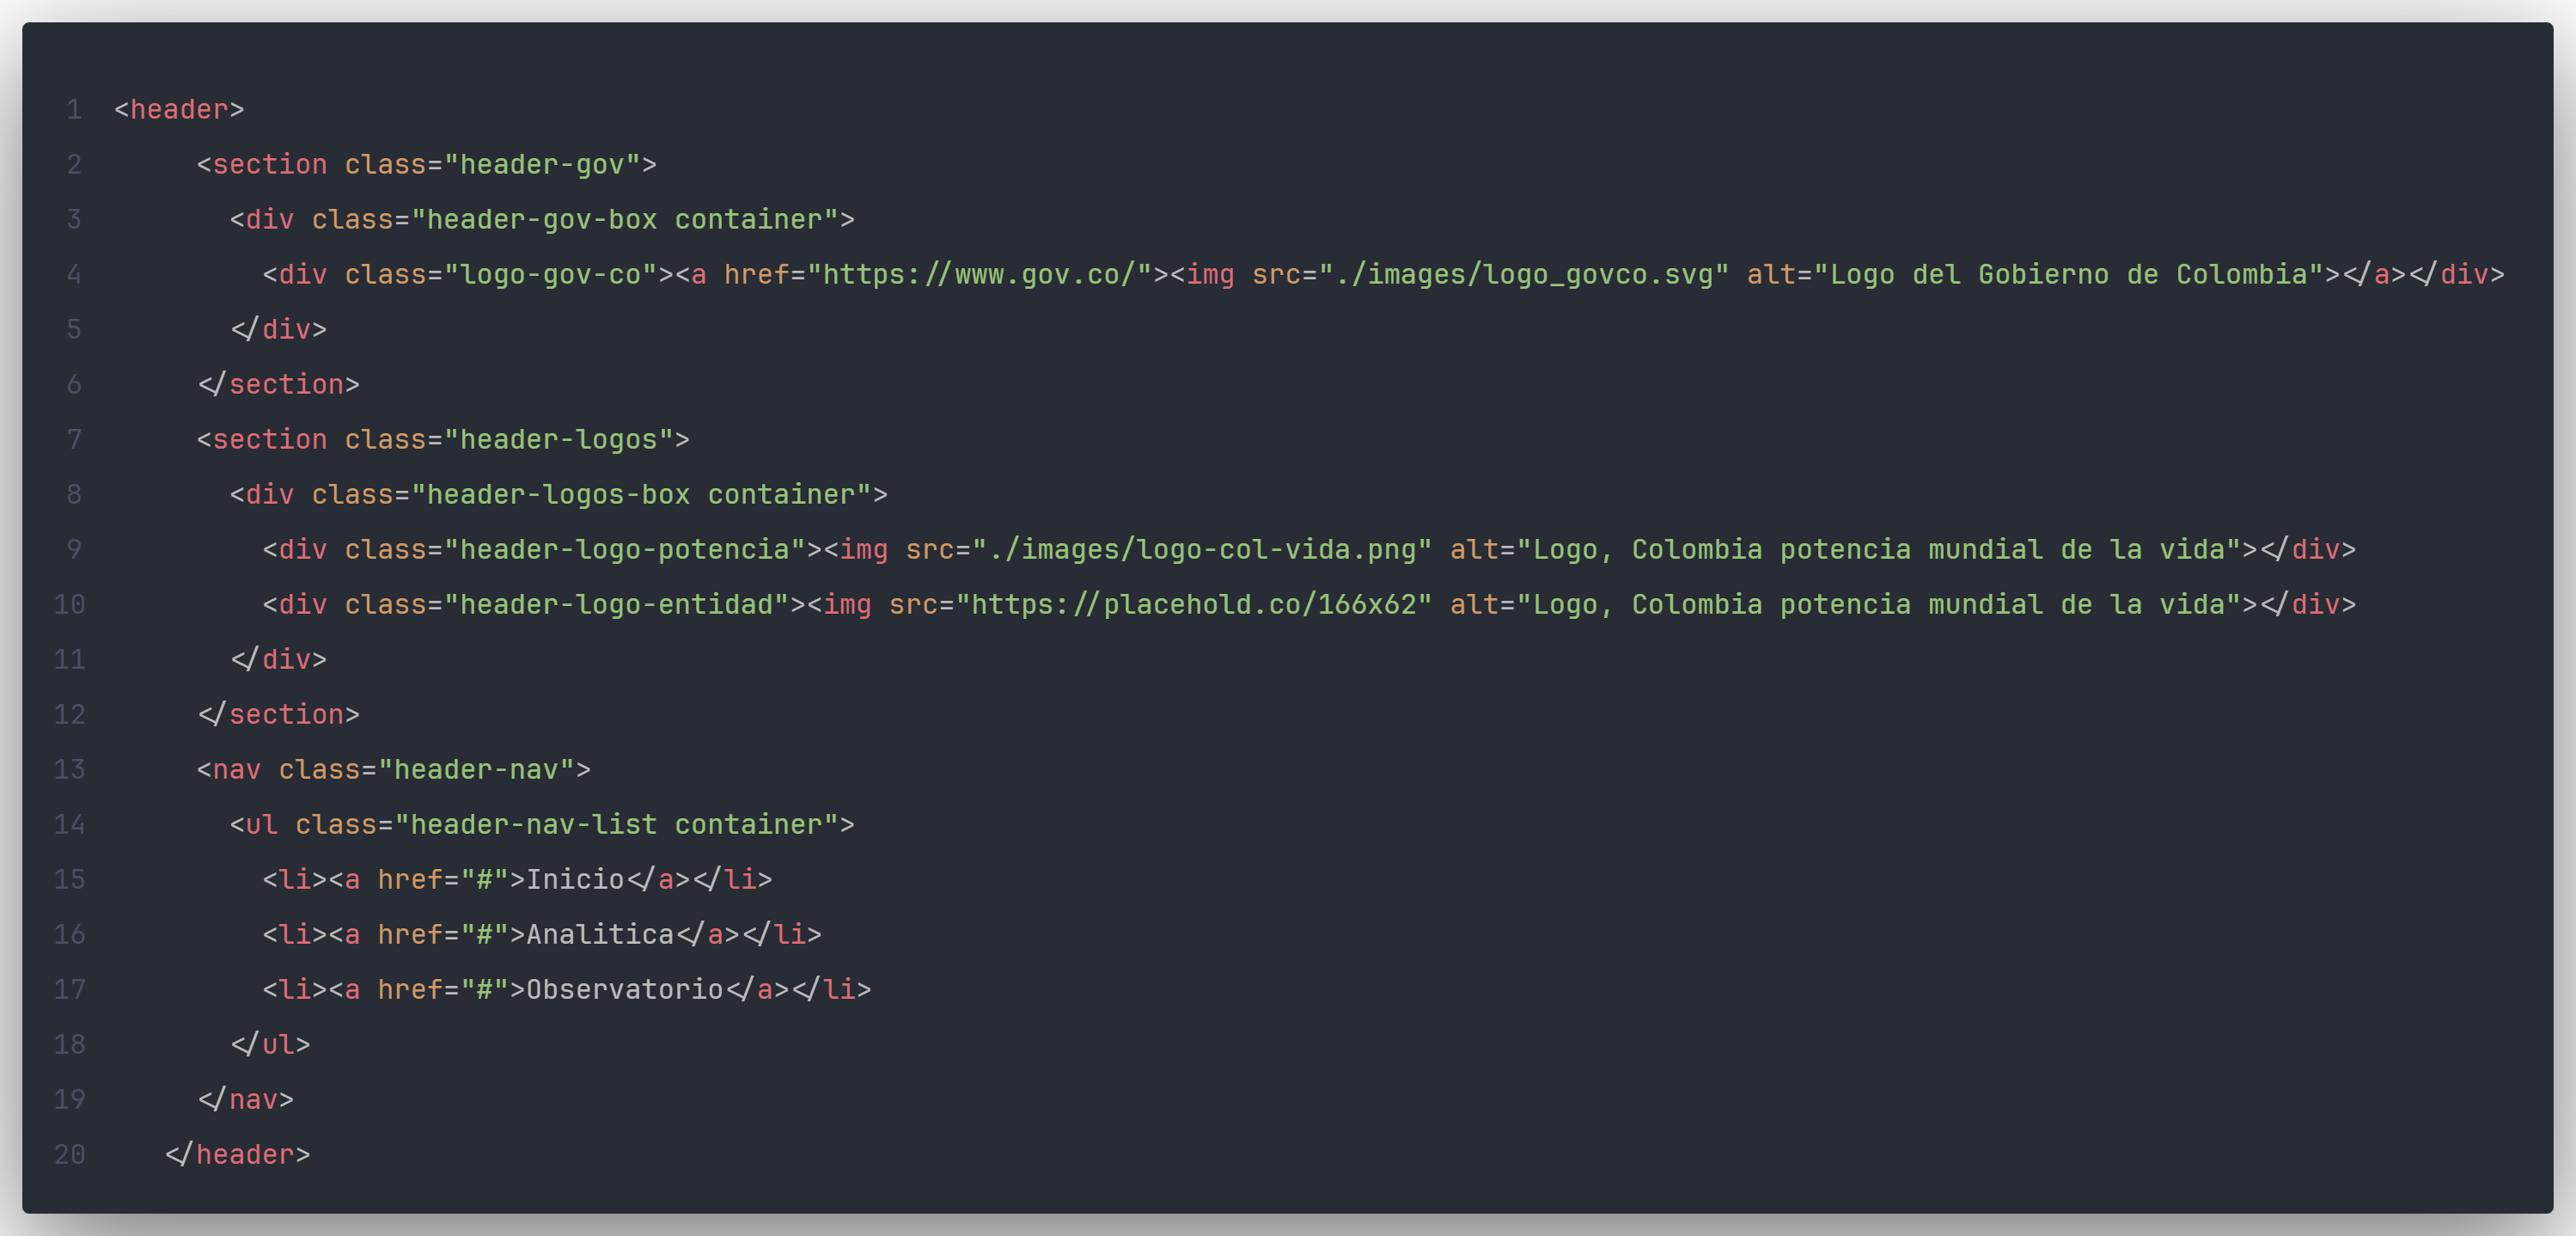 1 <header>
2 <section class="header-gov">
3 <div class="header-gov-box container">
4 <div class="logo-gov-co"><a href="https://www.gov.co/"><img src="./images/logo_govco.svg" alt="Logo del Gobierno de Colombia"></a></div>
5 </div>
6 </section>
7 <section class="header-logos">
8 <div class="header-logos-box container">
9 <div class="header-logo-potencia"><img src="./images/logo-col-vida.png" alt="Logo, Colombia potencia mundial de la vida"></div>
10 <div class="header-logo-entidad"><img src="https://placehold.co/166x62" alt="Logo, Colombia potencia mundial de la vida"></div>
11 </div>
12 </section>
13 <nav class="header-nav">
14 <ul class="header-nav-list container">
15 <li><a href="#">Inicio</a></li>
16 <li><a href="#">Analitica</a></li>
17 <li><a href="#">Observatorio</a></li>
18 </ul>
19 </nav>
20 </header>